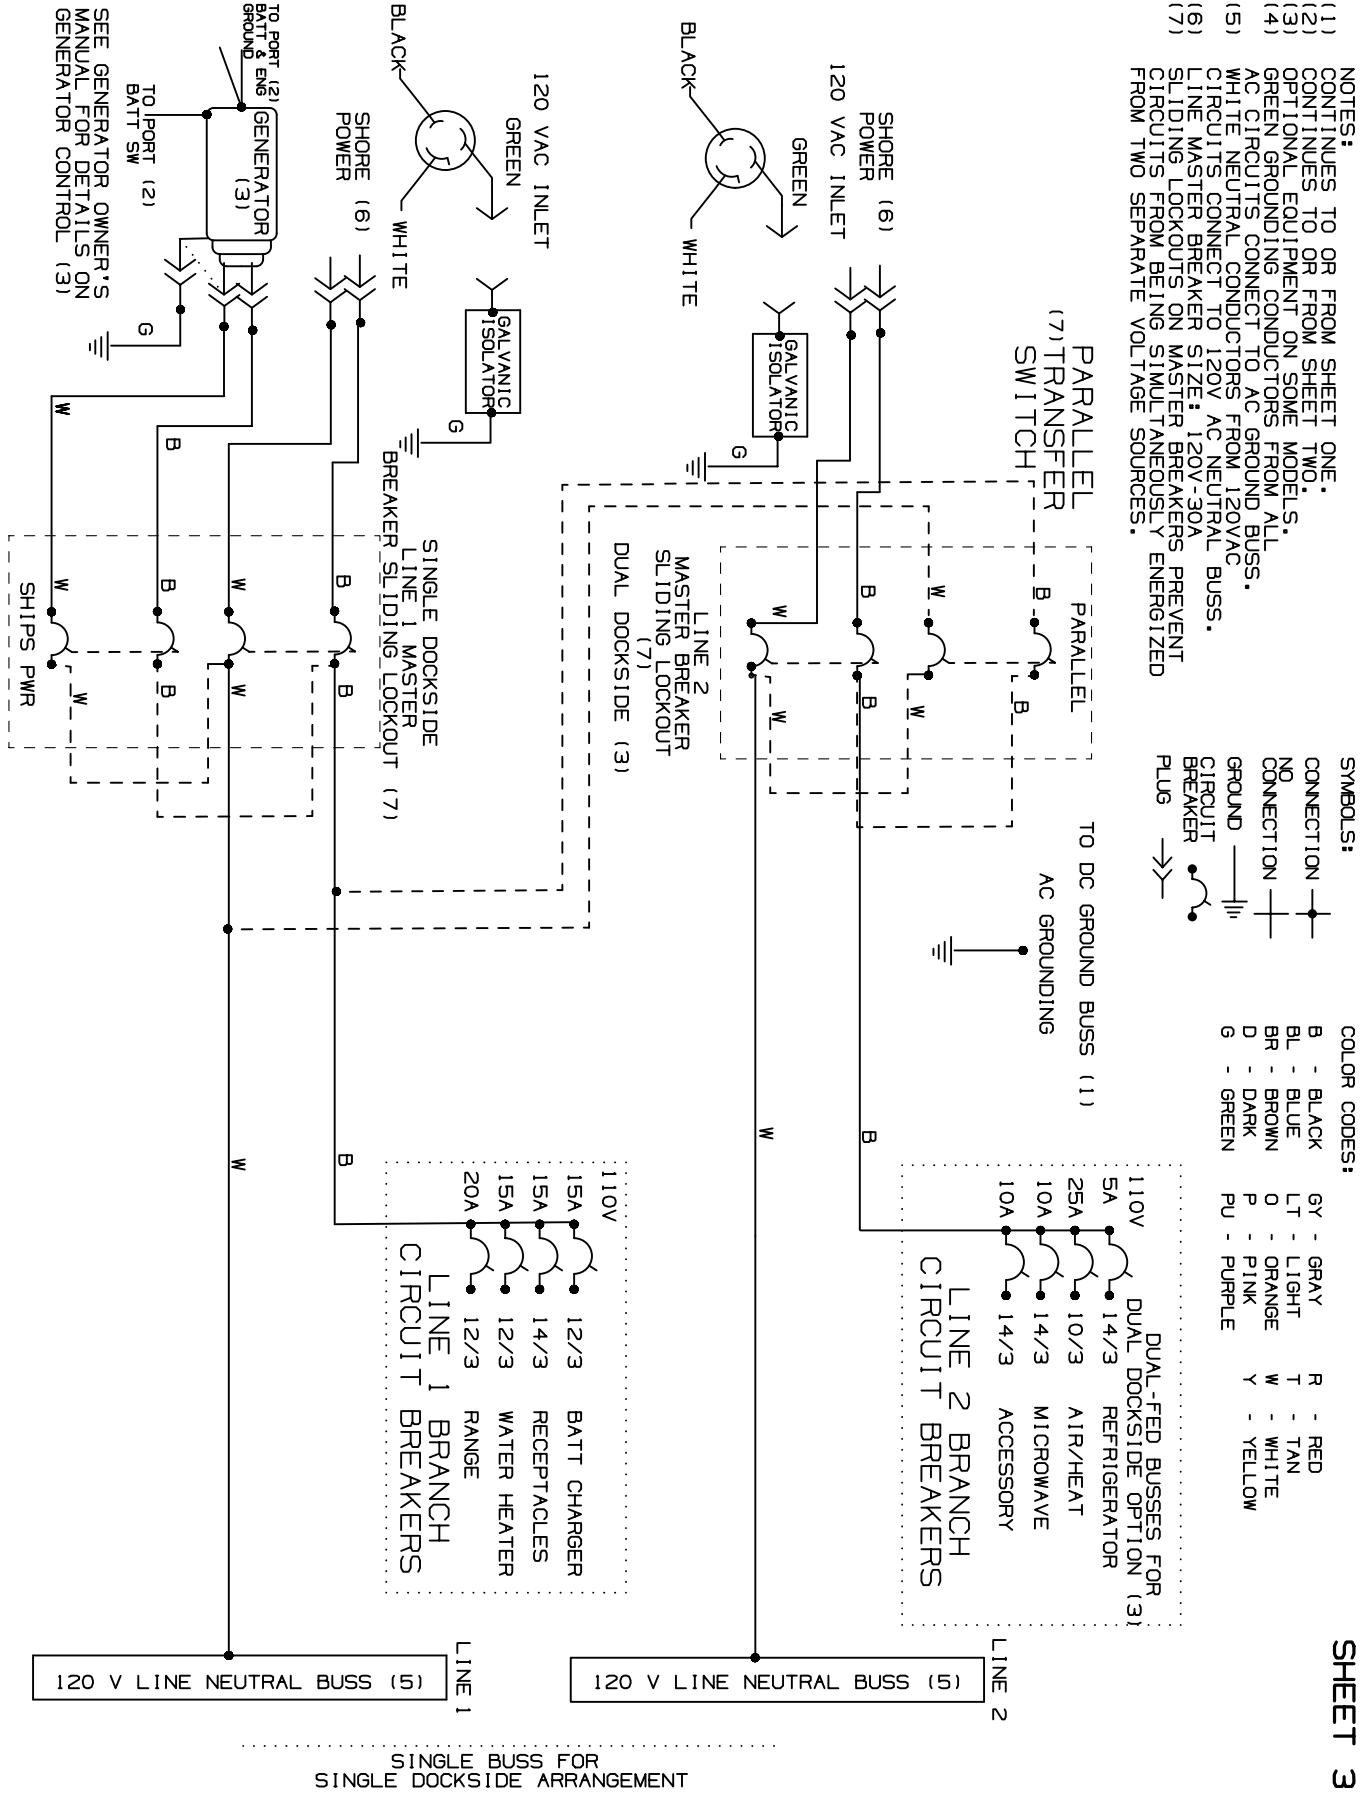 SHEET 3
NOTES:
(1) CONTINUES TO OR FROM SHEET ONE.
(2) CONTINUES TO OR FROM SHEET TWO.
(3) OPTIONAL EQUIPMENT ON SOME MODELS.
(4) GREEN GROUNDING CONDUCTORS FROM ALL
AC CIRCUITS CONNECT TO AC GROUND BUSS.
(5) WHITE NEUTRAL CONDUCTORS FROM 120VAC
CIRCUITS CONNECT TO 120V AC NEUTRAL BUSS.
(6) LINE MASTER BREAKER SIZE: 120V-30A
(7) SLIDING LOCKOUTS ON MASTER BREAKERS PREVENT
CIRCUITS FROM BEING SIMULTANEOUSLY ENERGIZED
FROM TWO SEPARATE VOLTAGE SOURCES.
SYMBOLS:
CONNECTION
NO
CONNECTION
GROUND
CIRCUIT
BREAKER
PLUG
COLOR CODES:
B - BLACK GY - GRAY R - RED
BL - BLUE LT - LIGHT T - TAN
BR - BROWN O - ORANGE W - WHITE
D - DARK P - PINK Y - YELLOW
G - GREEN PU - PURPLE
PARALLEL
(7) TRANSFER
SWITCH
PARALLEL
TO DC GROUND BUSS (1)
AC GROUNDING
SHORE (6)
POWER
120 VAC INLET
GREEN
BLACK
WHITE
GALVANIC
ISOLATOR
G
B
W
B
W
B
W
B
W
LINE 2
MASTER BREAKER
SLIDING LOCKOUT
(7)
DUAL DOCKSIDE (3)
B
W
DUAL-FED BUSSES FOR
DUAL DOCKSIDE OPTION (3)
110V
5A 14/3 REFRIGERATOR
25A 10/3 AIR/HEAT
10A 14/3 MICROWAVE
10A 14/3 ACCESSORY
LINE 2 BRANCH
CIRCUIT BREAKERS
LINE 2
120 V LINE NEUTRAL BUSS (5)
120 VAC INLET
GREEN
BLACK
WHITE
GALVANIC
ISOLATOR
G
SHORE (6)
POWER
SINGLE DOCKSIDE
LINE 1 MASTER
BREAKER SLIDING LOCKOUT (7)
B
W
B
W
B
W
B
W
B
W
SHIPS PWR
B
W
110V
15A 12/3 BATT CHARGER
15A 14/3 RECEPTACLES
15A 12/3 WATER HEATER
20A 12/3 RANGE
LINE 1 BRANCH
CIRCUIT BREAKERS
LINE 1
120 V LINE NEUTRAL BUSS (5)
SINGLE BUSS FOR
SINGLE DOCKSIDE ARRANGEMENT
TO PORT (2)
BATT & ENG
GROUND
GENERATOR
(3)
TO PORT (2)
BATT SW
G
SEE GENERATOR OWNER'S
MANUAL FOR DETAILS ON
GENERATOR CONTROL (3)